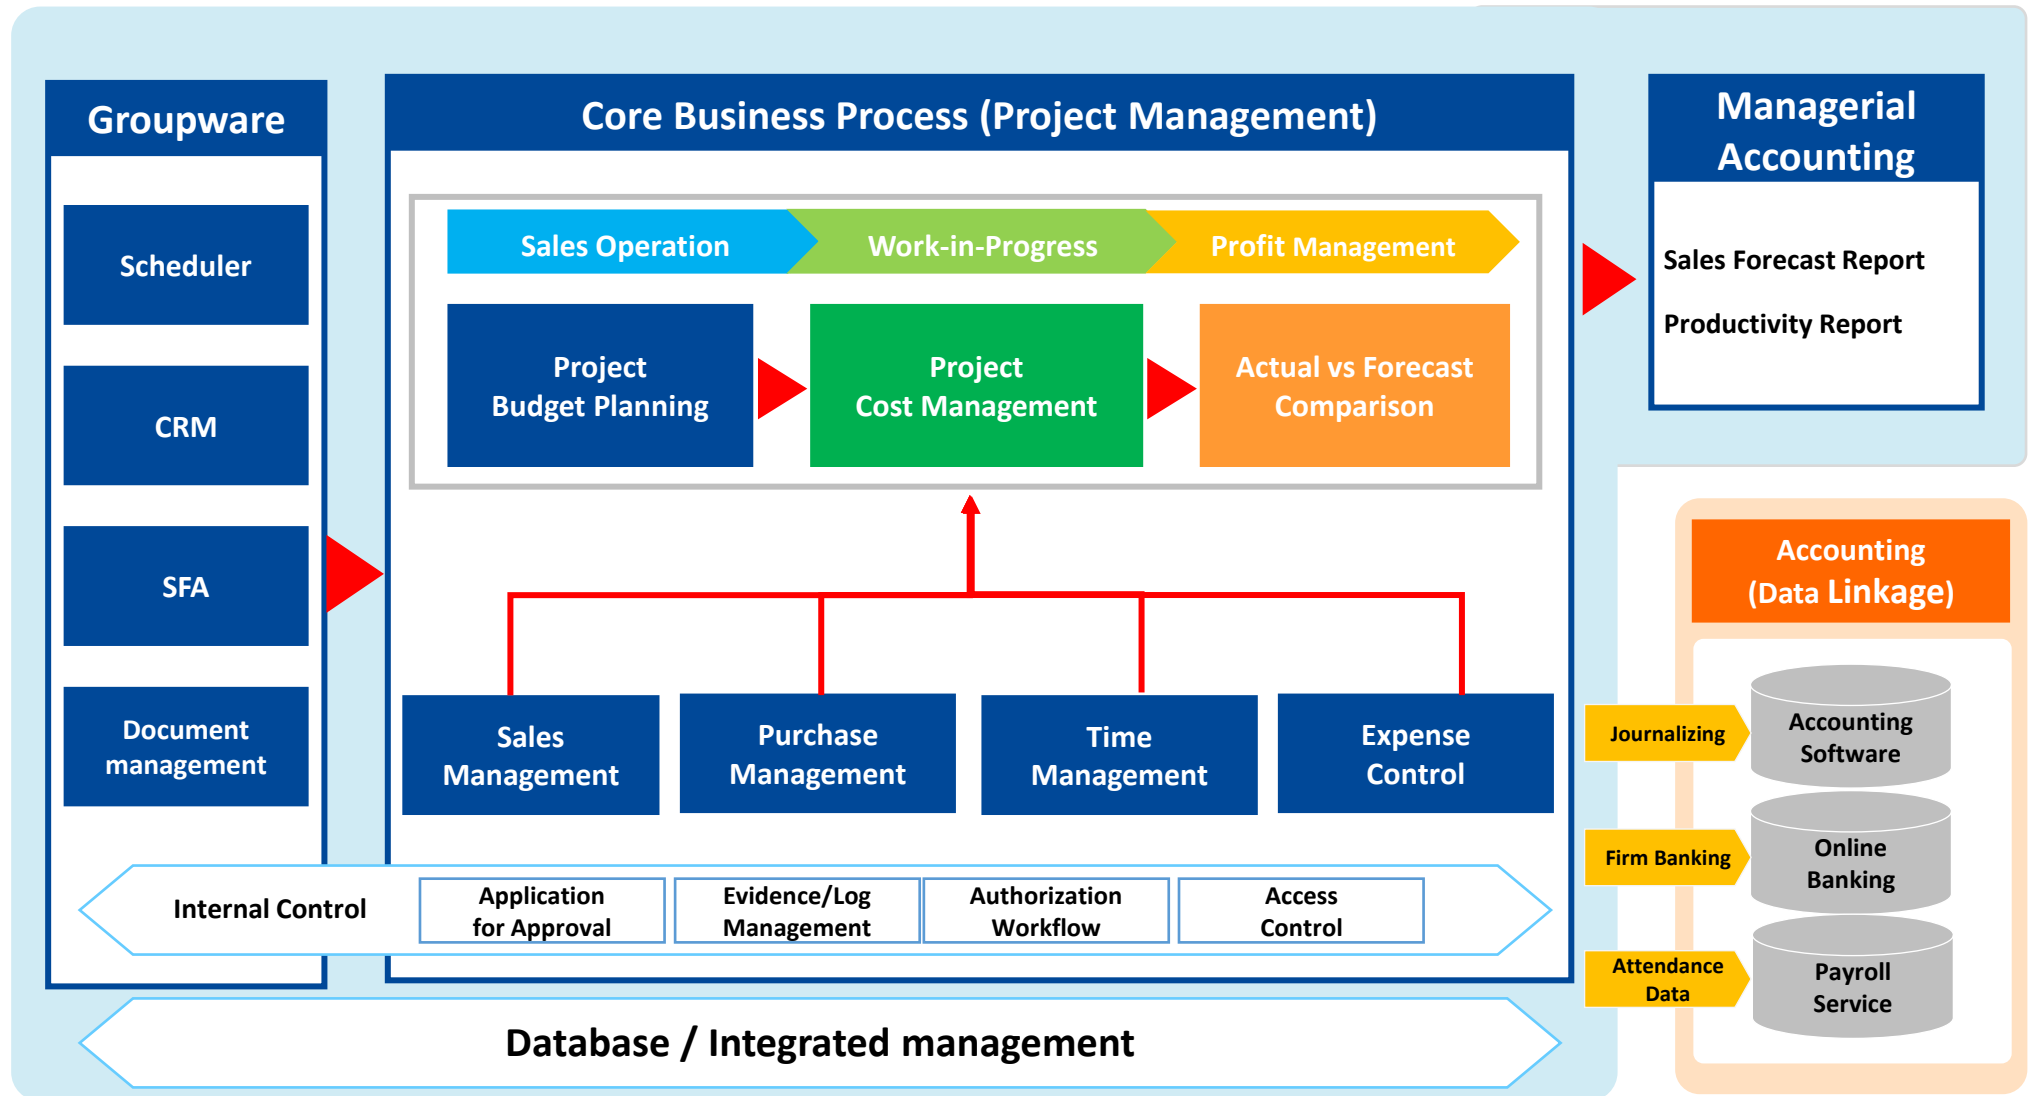 Groupware
Scheduler
CRM
SFA
Document
management
Core Business Process (Project Management)
Sales Operation
Work-in-Progress
Profit Management
Project
Budget Planning
Project
Cost Management
Actual vs Forecast
Comparison
Sales
Management
Purchase
Management
Time
Management
Expense
Control
Internal Control
Application
for Approval
Evidence/Log
Management
Authorization
Workflow
Access
Control
Database / Integrated management
Managerial
Accounting
Sales Forecast Report
Productivity Report
Accounting
(Data Linkage)
Journalizing
Accounting
Software
Firm Banking
Online
Banking
Attendance
Data
Payroll
Service